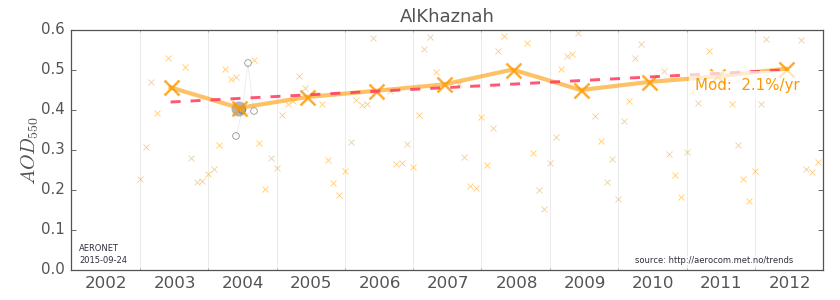 AlKhaznah
0.6
0.5
0.4
0.3
0.2
0.1
0.0
AOD550
Mod: 2.1%/yr
AERONET
2015-09-24
source: http://aerocom.met.no/trends
2002 2003 2004 2005 2006 2007 2008 2009 2010 2011 2012